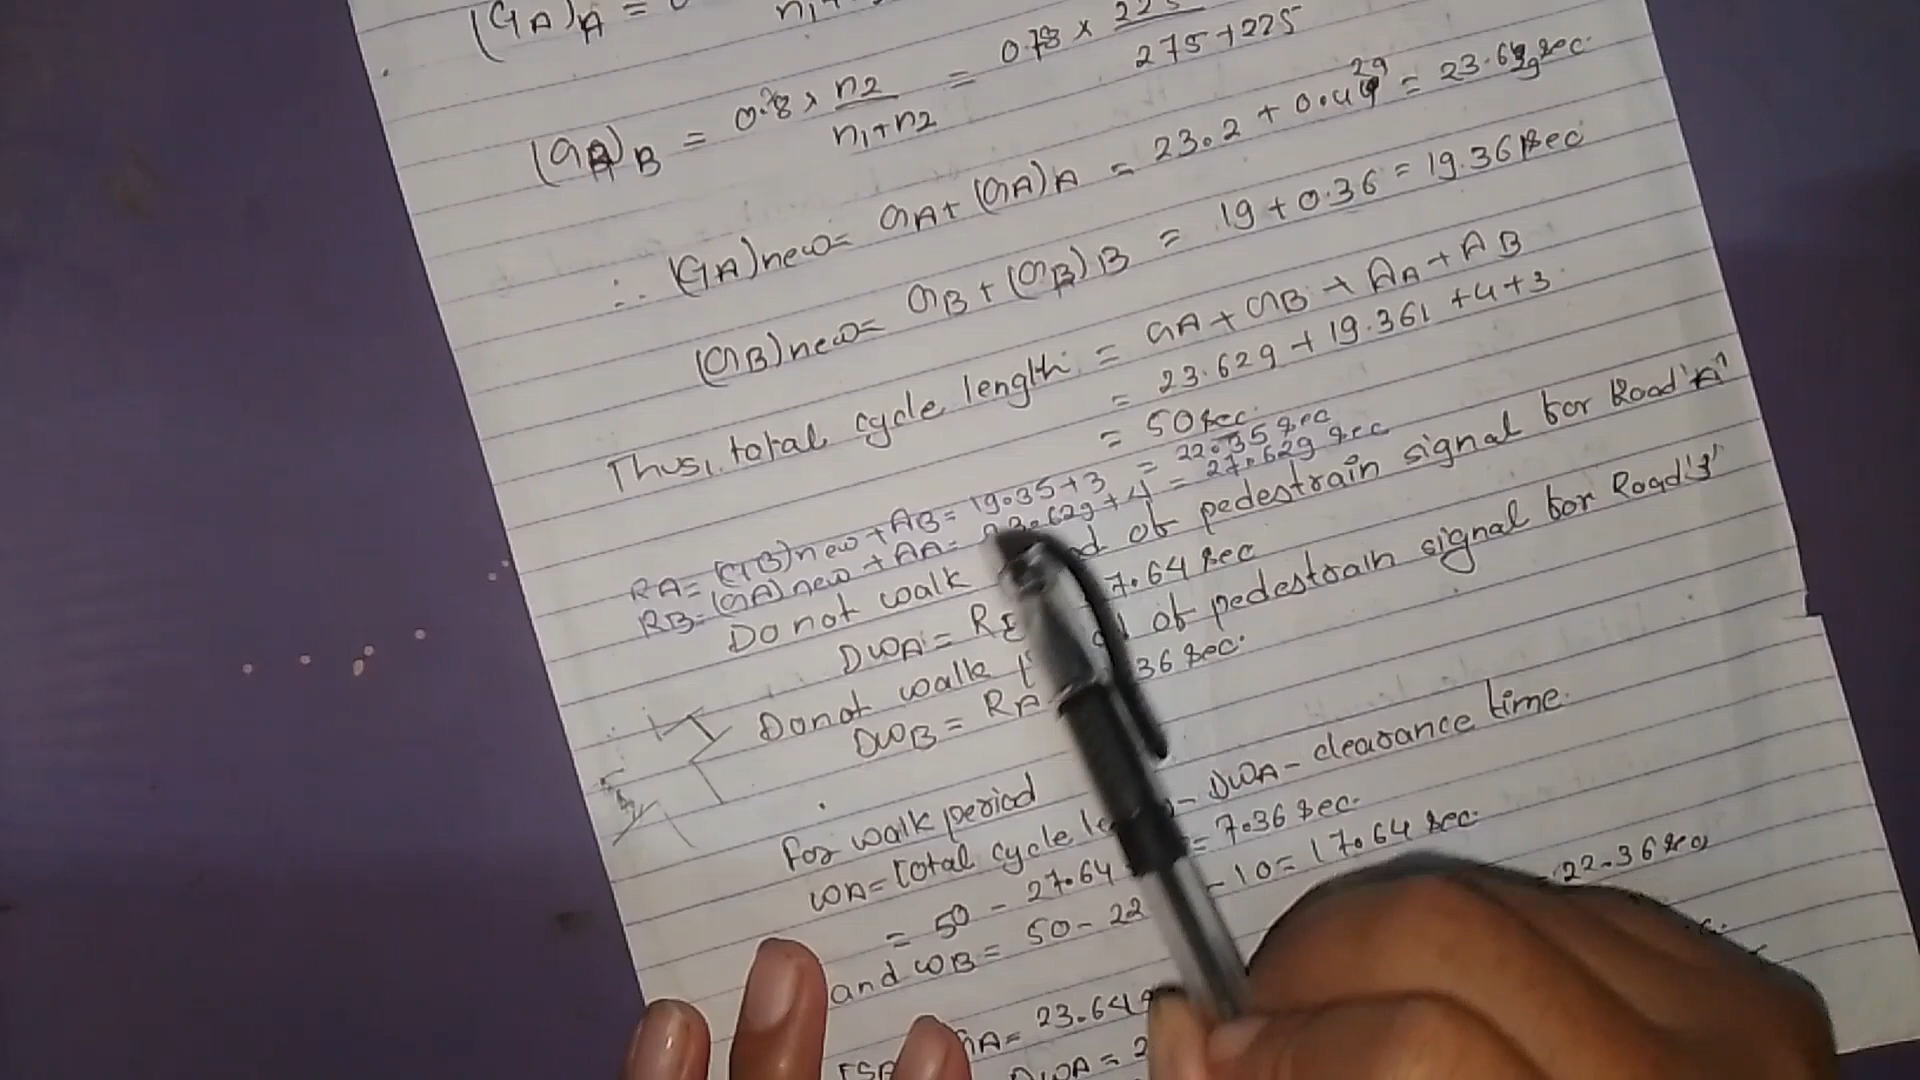 (GA)A =
(GB)B = 0.78 × n2 / n1+n2 = 0.78 × 225 / 275+225
∴ (GA)new = GA + (GA)A = 23.2 + 0.429 = 23.629 sec.
(GB)new = GB + (GB)B = 19 + 0.36 = 19.361 sec
Thus, total cycle length = GA + GB + AA + AB
= 23.629 + 19.361 + 4 + 3
= 50 sec.
RA = (GB)new + AB = 19.35 + 3 = 22.35 sec
RB = (GA)new + AA = 23.629 + 4 = 27.629 sec
Do not walk of pedestrain signal for Road 'A'
DWA = RB 7.64 sec
Do not walk of pedestrain signal for Road 'B'
DWB = RA 36 sec.
For walk period
WA = Total cycle - DWA - clearance time.
= 50 - 27.64 = 7.36 sec.
and WB = 50 - 22 - 10 = 17.64 sec.
22.36 sec
GA = 23.64
DWA = 2